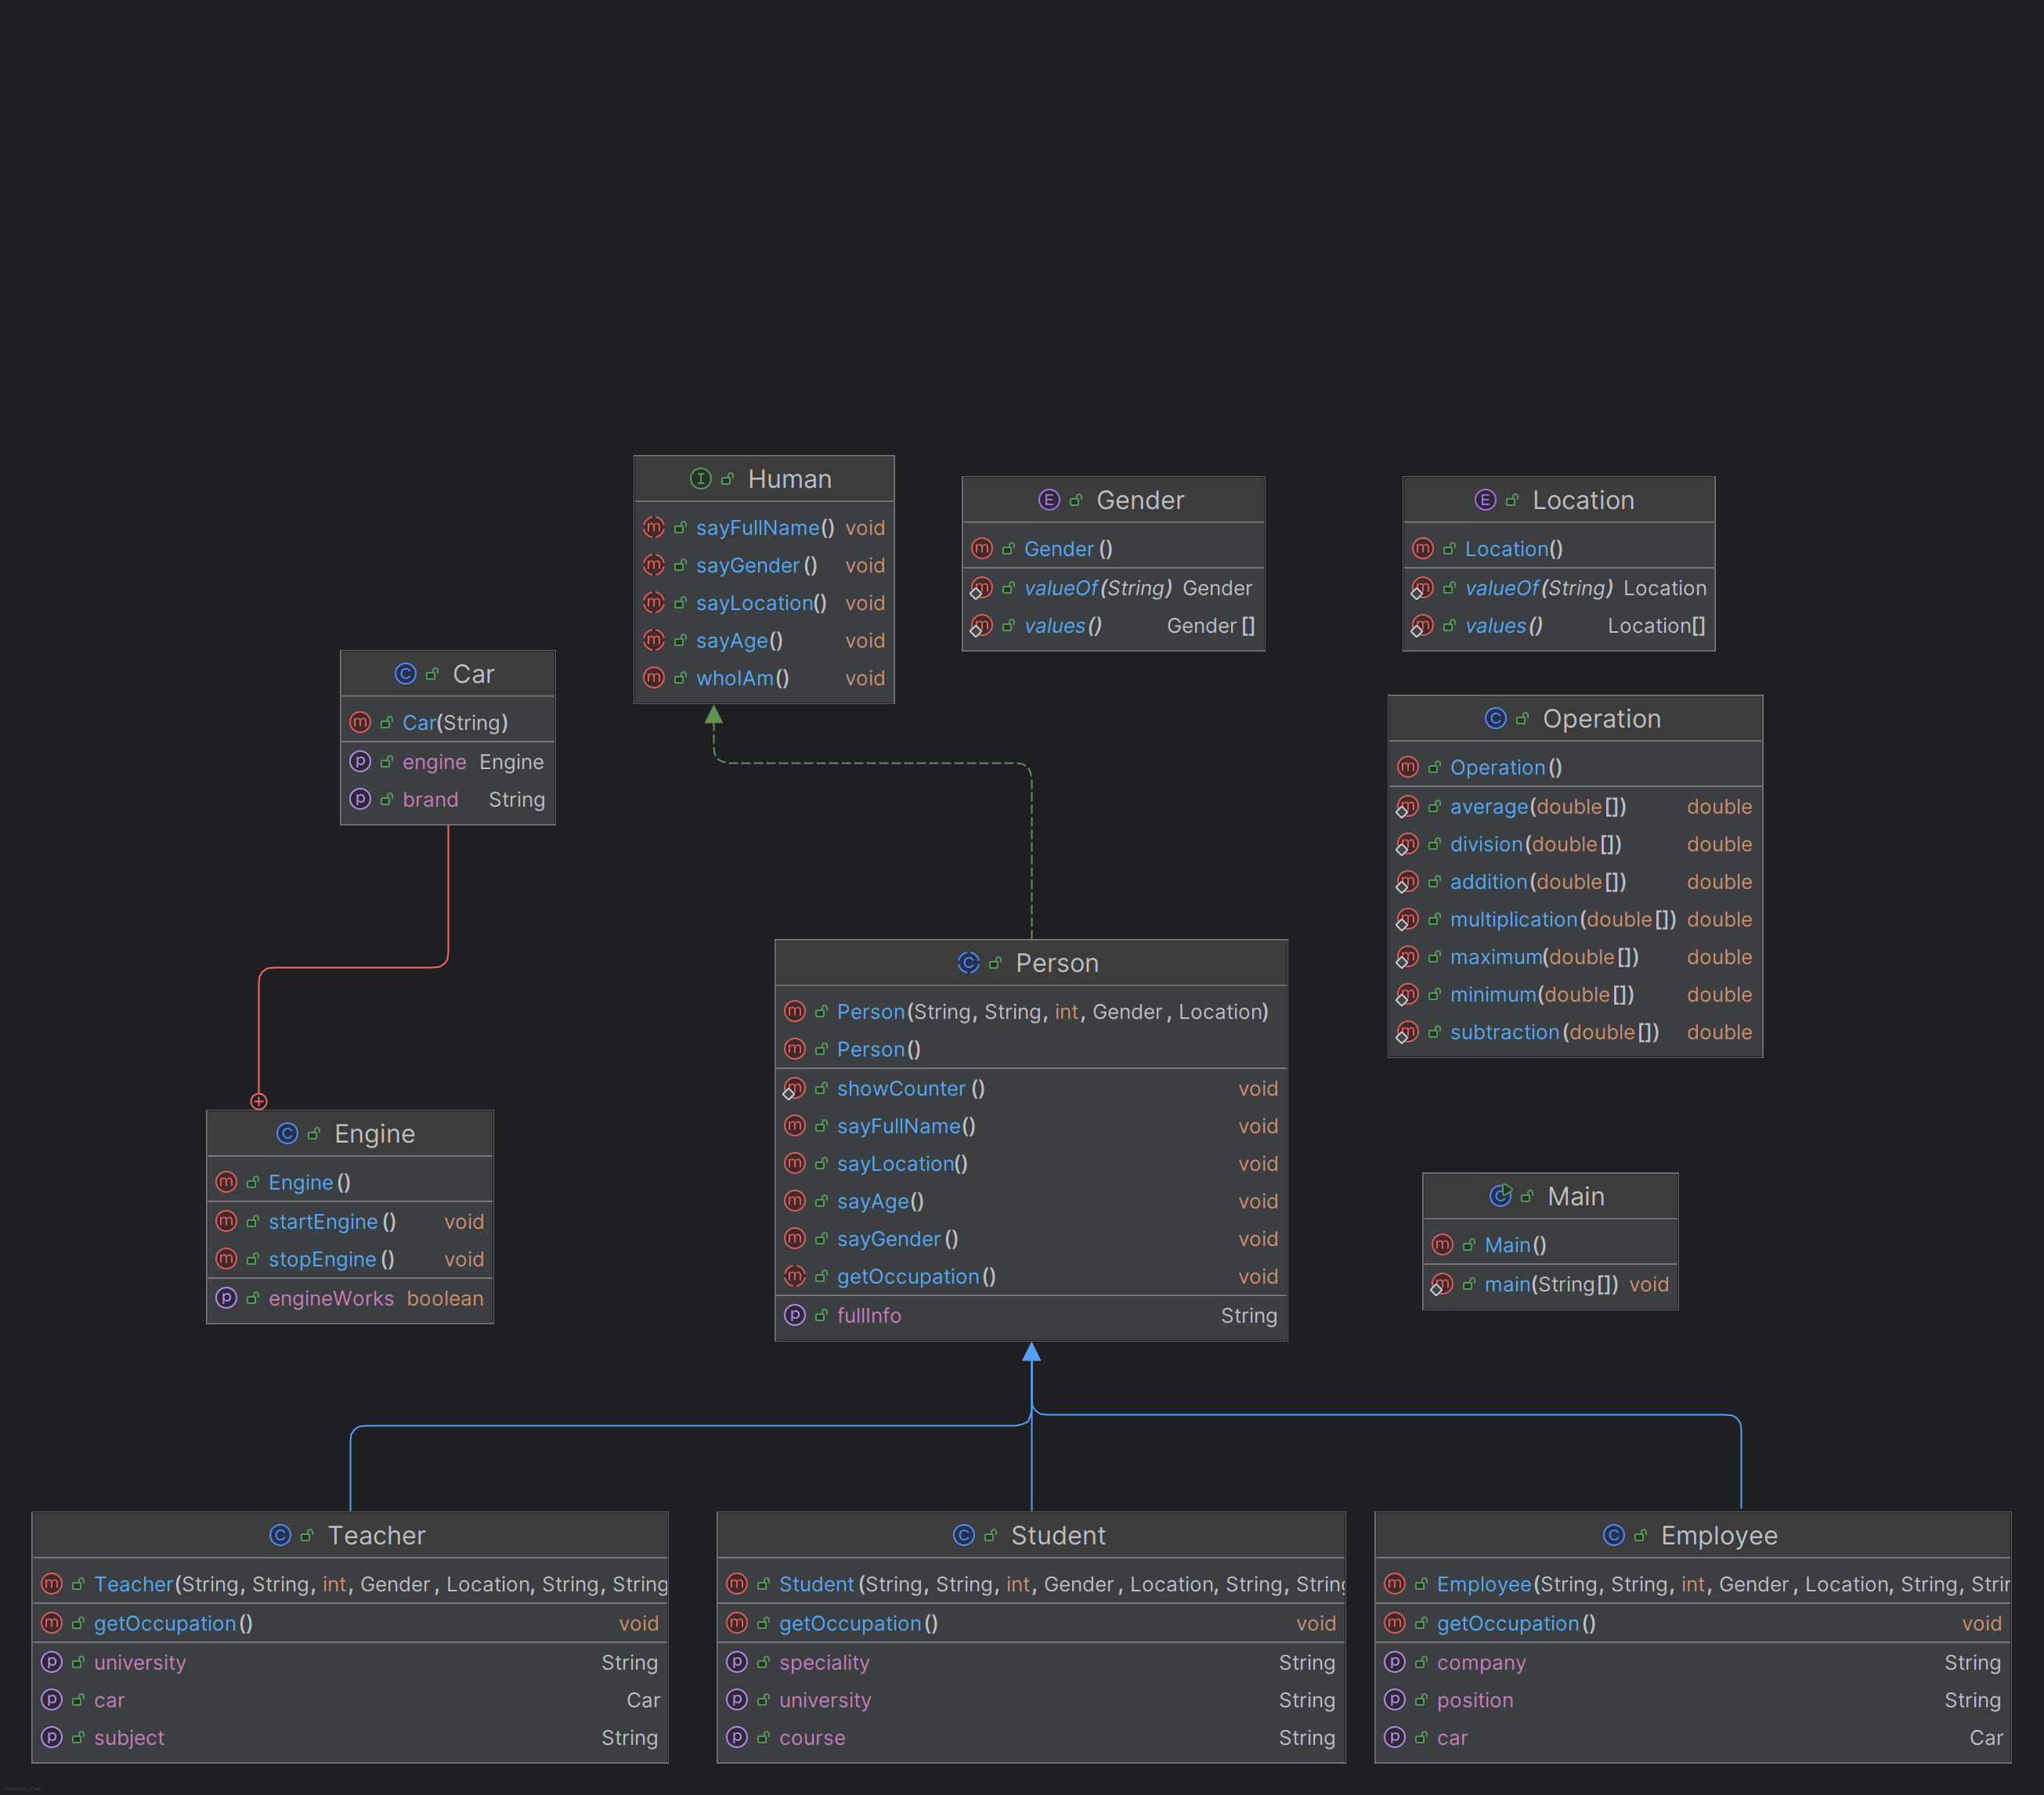 Human
sayFullName() void
sayGender() void
sayLocation() void
sayAge() void
whoIAm() void
Gender
Gender()
valueOf(String) Gender
values() Gender[]
Location
Location()
valueOf(String) Location
values() Location[]
Car
Car(String)
engine Engine
brand String
Operation
Operation()
average(double[]) double
division(double[]) double
addition(double[]) double
multiplication(double[]) double
maximum(double[]) double
minimum(double[]) double
subtraction(double[]) double
Person
Person(String, String, int, Gender, Location)
Person()
showCounter() void
sayFullName() void
sayLocation() void
sayAge() void
sayGender() void
getOccupation() void
fullInfo String
Engine
Engine()
startEngine() void
stopEngine() void
engineWorks boolean
Main
Main()
main(String[]) void
Teacher
Teacher(String, String, int, Gender, Location, String, String
getOccupation() void
university String
car Car
subject String
Student
Student(String, String, int, Gender, Location, String, String
getOccupation() void
speciality String
university String
course String
Employee
Employee(String, String, int, Gender, Location, String, Strin
getOccupation() void
company String
position String
car Car